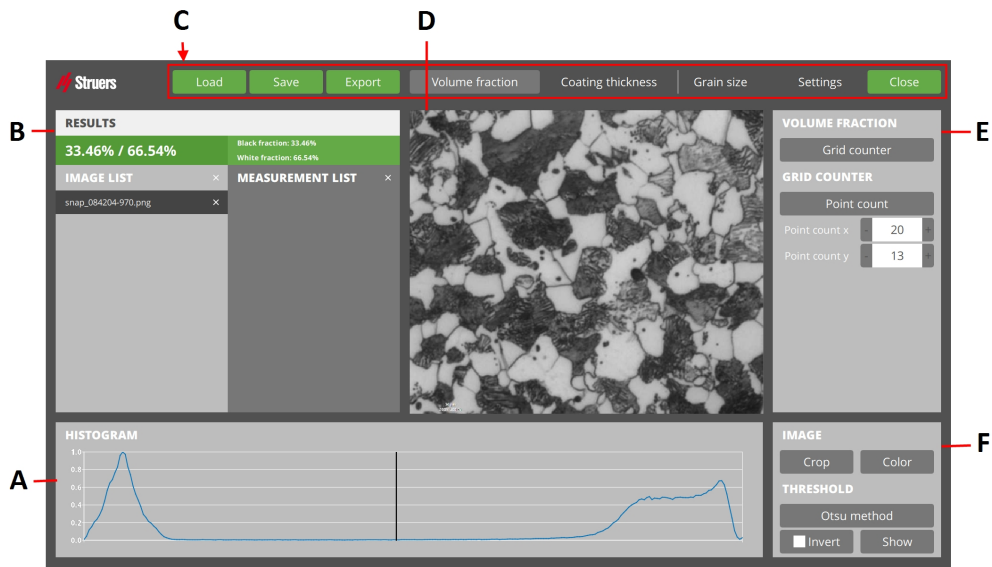 C
D
Struers
Load Save Export Volume fraction Coating thickness Grain size Settings Close
B
RESULTS
33.46% / 66.54%
Black fraction: 33.46%
White fraction: 66.54%
IMAGE LIST ×
MEASUREMENT LIST ×
snap_084204-970.png ×
E
VOLUME FRACTION
Grid counter
GRID COUNTER
Point count
Point count x - 20 +
Point count y - 13 +
A
HISTOGRAM
1.0
0.8
0.6
0.4
0.2
0.0
F
IMAGE
Crop Color
THRESHOLD
Otsu method
Invert Show